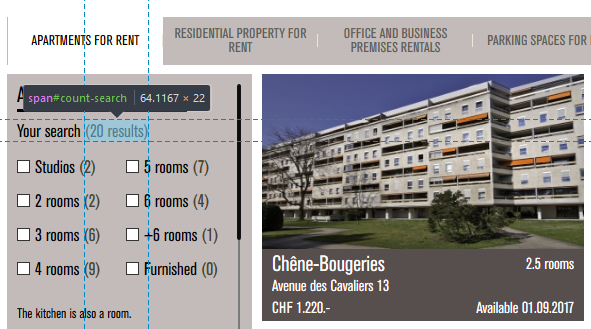 APARTMENTS FOR RENT
RESIDENTIAL PROPERTY FOR
RENT
OFFICE AND BUSINESS
PREMISES RENTALS
PARKING SPACES FOR
A
span#count-search 64.1167 × 22
Your search (20 results)
Studios (2)
5 rooms (7)
2 rooms (2)
6 rooms (4)
3 rooms (6)
+6 rooms (1)
4 rooms (9)
Furnished (0)
The kitchen is also a room.
Chêne-Bougeries
2.5 rooms
Avenue des Cavaliers 13
CHF 1.220.-
Available 01.09.2017